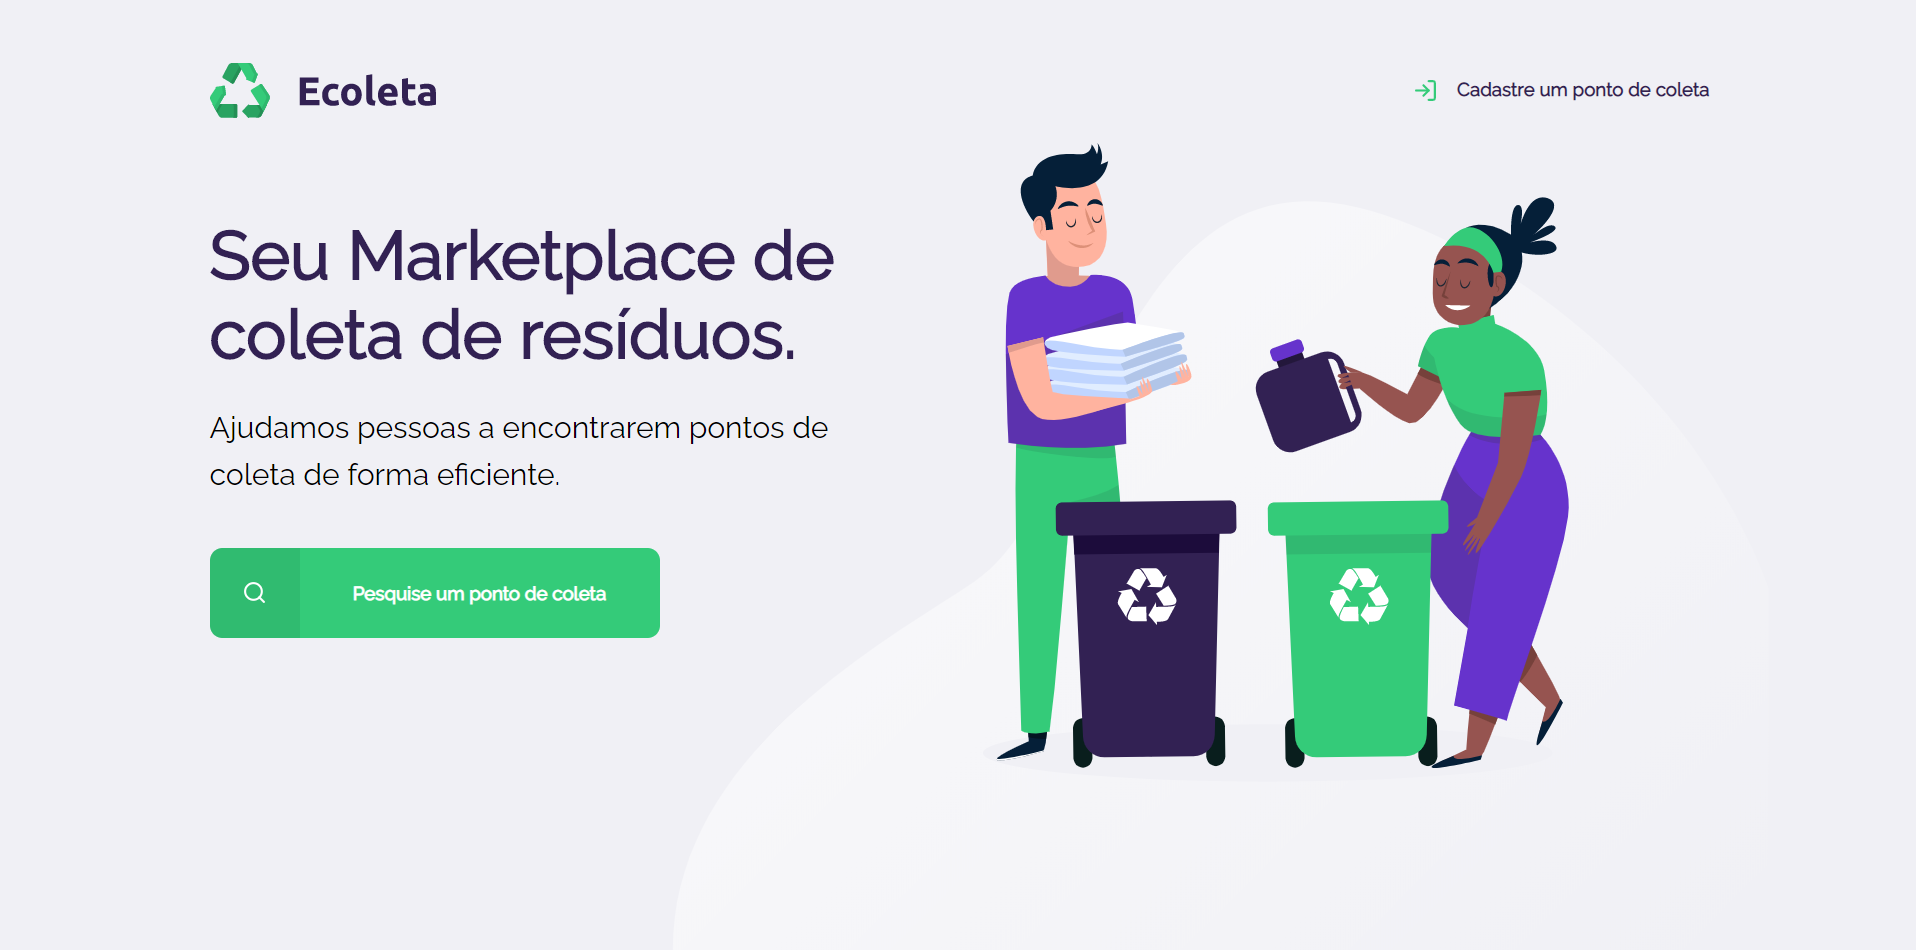 Ecoleta
Cadastre um ponto de coleta
Seu Marketplace de
coleta de resíduos.
Ajudamos pessoas a encontrarem pontos de
coleta de forma eficiente.
Pesquise um ponto de coleta